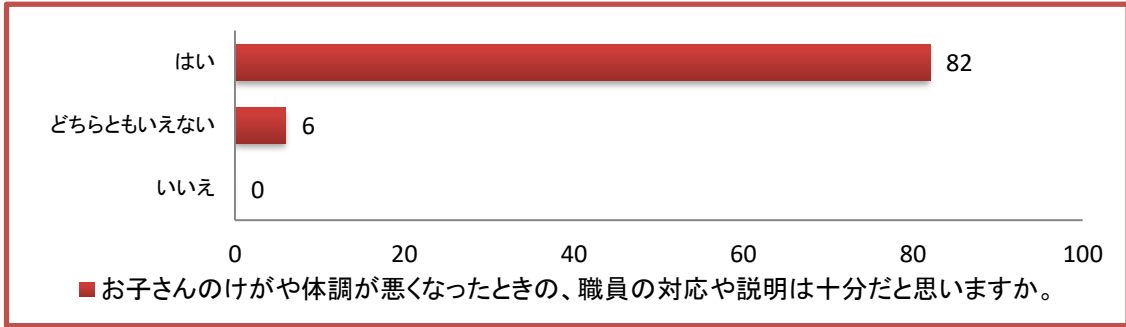 はい 82
どちらともいえない 6
いいえ 0
0 20 40 60 80 100
お子さんのけがや体調が悪くなったときの、職員の対応や説明は十分だと思いますか。